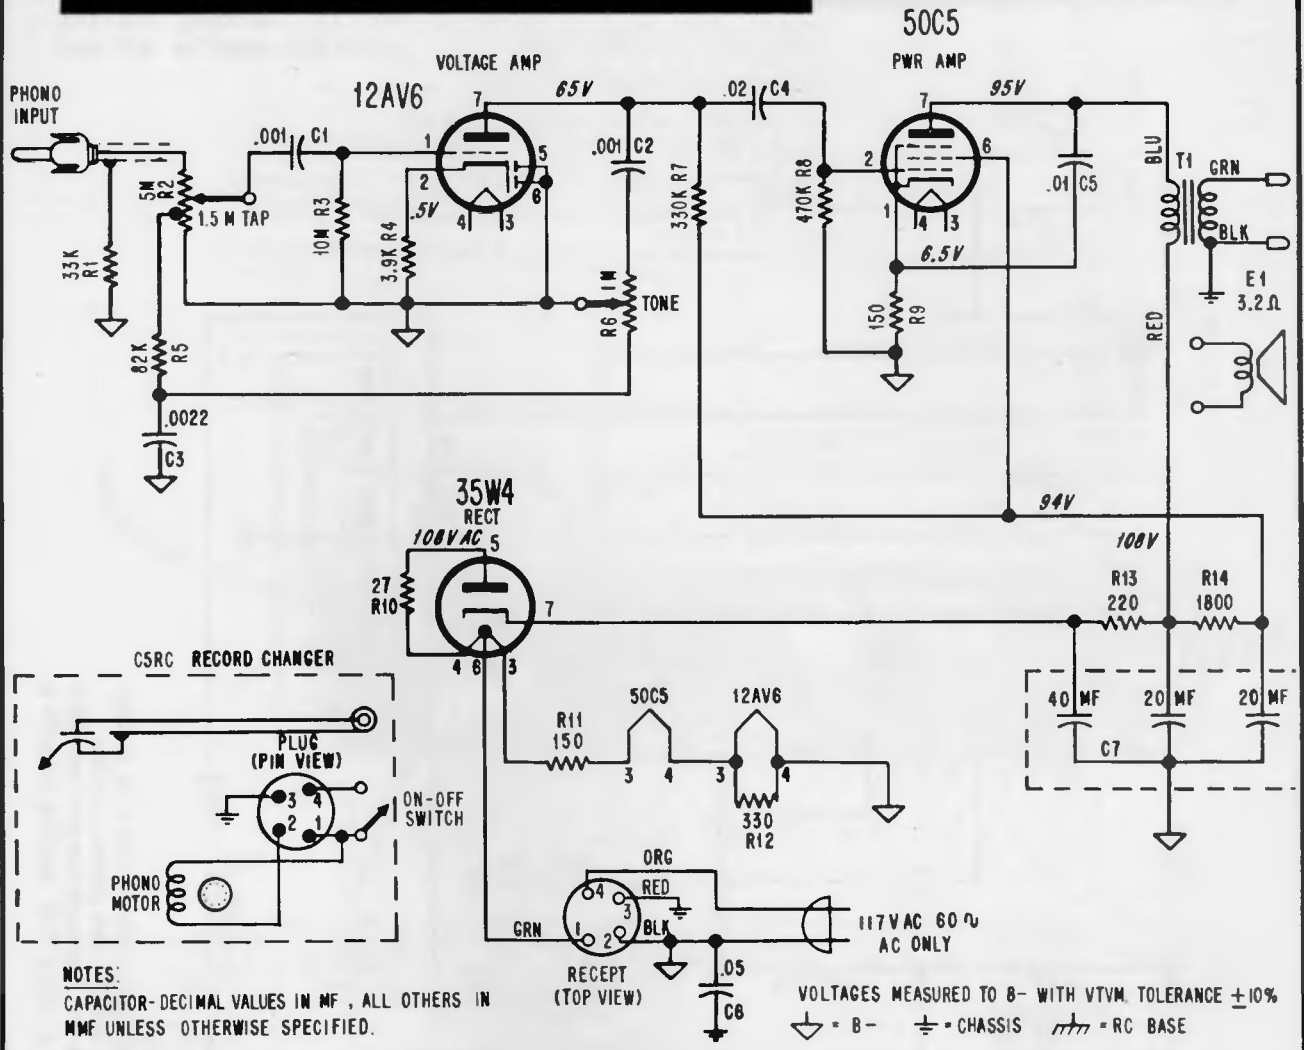 50C5
PWR AMP
VOLTAGE AMP
12AV6
PHONO
INPUT
.001 C1
7
65V
.02 C4
7
95V
1
5
.001 C2
2
6
BLU
T1
GRN
5M
R2
2
6
.5V
4
3
330K R7
470K R8
1
4
3
.01 C5
1.5 M TAP
10M R3
3.9K R4
BLK
6.5V
33K
R1
1M
R6
TONE
150
R9
E1
3.2Ω
RED
82K
R5
.0022
C3
35W4
RECT
108V AC
5
94V
108V
27
R10
7
R13
220
R14
1800
4 6 3
C5RC RECORD CHANGER
40 MF
20 MF
20 MF
C7
50C5
12AV6
R11
150
3
4
3
4
330
R12
PLUG
(PIN VIEW)
3
4
2
1
ON-OFF
SWITCH
PHONO
MOTOR
ORG
4
RED
3
GRN
1
2
BLK
117VAC 60~
AC ONLY
RECEPT
(TOP VIEW)
.05
C6
NOTES:
CAPACITOR-DECIMAL VALUES IN MF , ALL OTHERS IN
MMF UNLESS OTHERWISE SPECIFIED.
VOLTAGES MEASURED TO B- WITH VTVM. TOLERANCE ±10%
= B-
= CHASSIS
= RC BASE